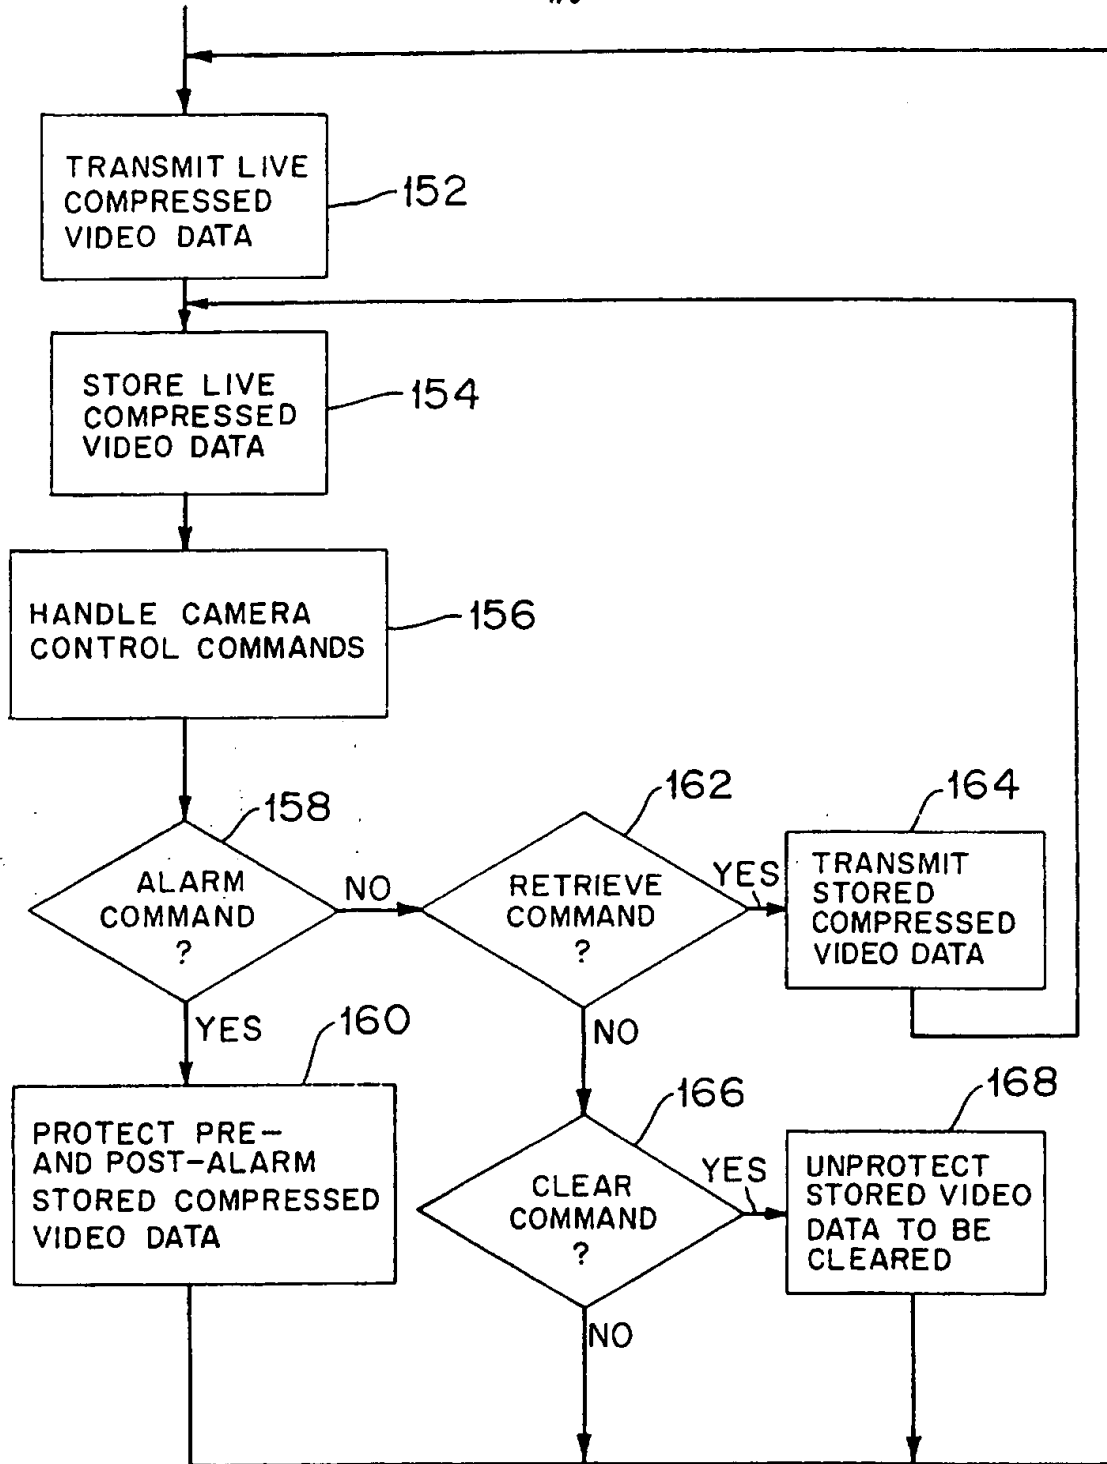 TRANSMIT LIVE
COMPRESSED
VIDEO DATA
152
STORE LIVE
COMPRESSED
VIDEO DATA
154
HANDLE CAMERA
CONTROL COMMANDS
156
158
ALARM
COMMAND
?
NO
YES
162
RETRIEVE
COMMAND
?
YES
NO
164
TRANSMIT
STORED
COMPRESSED
VIDEO DATA
160
PROTECT PRE-
AND POST-ALARM
STORED COMPRESSED
VIDEO DATA
166
CLEAR
COMMAND
?
YES
NO
168
UNPROTECT
STORED VIDEO
DATA TO BE
CLEARED